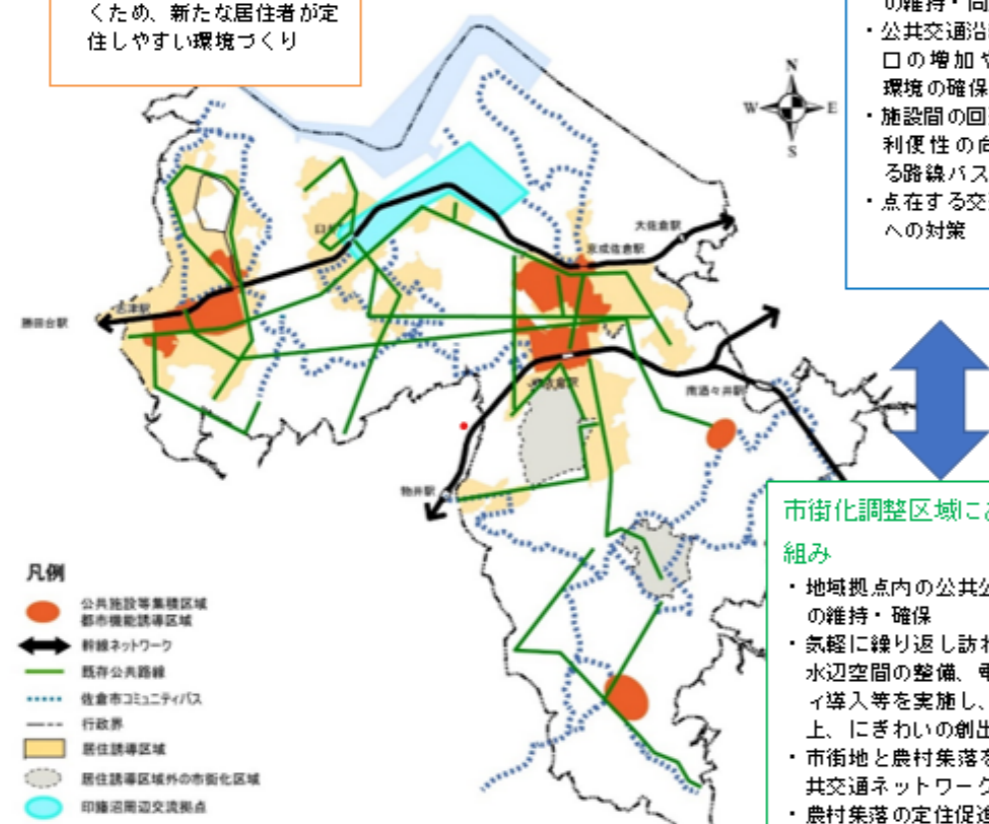 くため、新たな居住者が定
住しやすい環境づくり
の維持・向
・公共交通沿
口の増加や
環境の確保
・施設間の回
利便性の向
る路線バス
・点在する交
への対策
N
W
E
S
大佐倉駅
京成佐倉駅
志津駅
勝田台駅
南酒々井駅
物井駅
市街化調整区域にお
組み
・地域拠点内の公共公
の維持・確保
・気軽に繰り返し訪れ
水辺空間の整備、
ィ導入等を実施し、
上、にぎわいの創出
・市街地と農村集落を
共交通ネットワーク
・農村集落の定住促進
凡例
公共施設等集積区域
都市機能誘導区域
幹線ネットワーク
既存公共路線
佐倉市コミュニティバス
行政界
居住誘導区域
居住誘導区域外の市街化区域
印旛沼周辺交流拠点